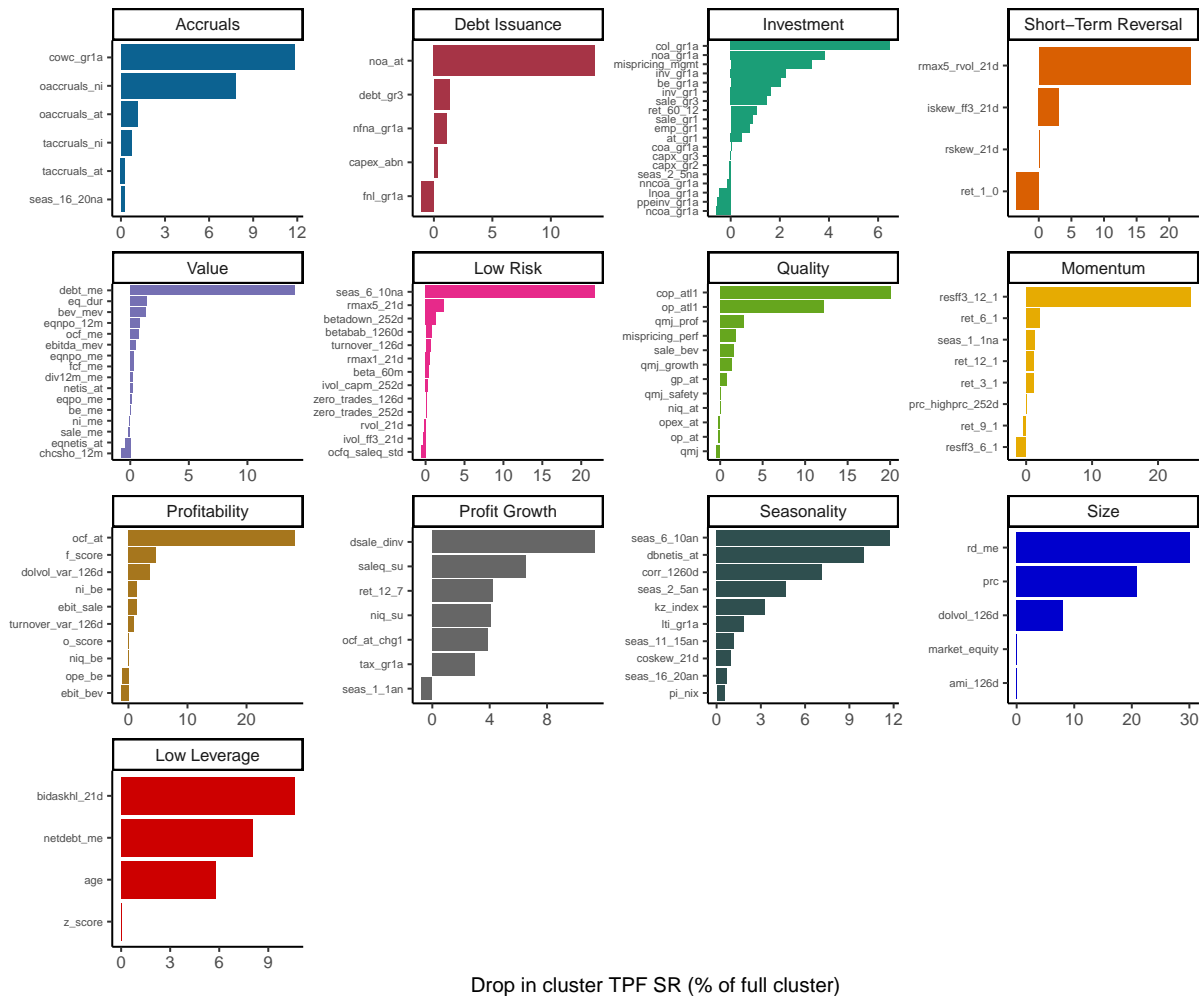 Accruals
cowc_gr1a
oaccruals_ni
oaccruals_at
taccruals_ni
taccruals_at
seas_16_20na
0 3 6 9 12
Debt Issuance
noa_at
debt_gr3
nfna_gr1a
capex_abn
fnl_gr1a
0 5 10
Investment
col_gr1a
noa_gr1a
mispricing_mgmt
inv_gr1a
be_gr1a
inv_gr1
sale_gr3
ret_60_12
sale_gr1
emp_gr1
at_gr1
coa_gr1a
capx_gr3
capx_gr2
seas_2_5na
nncoa_gr1a
lnoa_gr1a
ppeinv_gr1a
ncoa_gr1a
0 2 4 6
Short−Term Reversal
rmax5_rvol_21d
iskew_ff3_21d
rskew_21d
ret_1_0
0 5 10 15 20
Value
debt_me
eq_dur
bev_mev
eqnpo_12m
ocf_me
ebitda_mev
eqnpo_me
fcf_me
div12m_me
netis_at
eqpo_me
be_me
ni_me
sale_me
eqnetis_at
chcsho_12m
0 5 10
Low Risk
seas_6_10na
rmax5_21d
betadown_252d
betabab_1260d
turnover_126d
rmax1_21d
beta_60m
ivol_capm_252d
zero_trades_126d
zero_trades_252d
rvol_21d
ivol_ff3_21d
ocfq_saleq_std
0 5 10 15 20
Quality
cop_atl1
op_atl1
qmj_prof
mispricing_perf
sale_bev
qmj_growth
gp_at
qmj_safety
niq_at
opex_at
op_at
qmj
0 5 10 15 20
Momentum
resff3_12_1
ret_6_1
seas_1_1na
ret_12_1
ret_3_1
prc_highprc_252d
ret_9_1
resff3_6_1
0 10 20
Profitability
ocf_at
f_score
dolvol_var_126d
ni_be
ebit_sale
turnover_var_126d
o_score
niq_be
ope_be
ebit_bev
0 10 20
Profit Growth
dsale_dinv
saleq_su
ret_12_7
niq_su
ocf_at_chg1
tax_gr1a
seas_1_1an
0 4 8
Seasonality
seas_6_10an
dbnetis_at
corr_1260d
seas_2_5an
kz_index
lti_gr1a
seas_11_15an
coskew_21d
seas_16_20an
pi_nix
0 3 6 9 12
Size
rd_me
prc
dolvol_126d
market_equity
ami_126d
0 10 20 30
Low Leverage
bidaskhl_21d
netdebt_me
age
z_score
0 3 6 9
Drop in cluster TPF SR (% of full cluster)